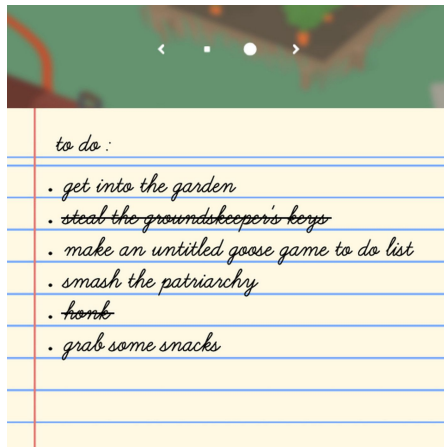 to do :
• get into the garden
• steal the groundskeeper's keys
• make an untitled goose game to do list
• smash the patriarchy
• honk
• grab some snacks